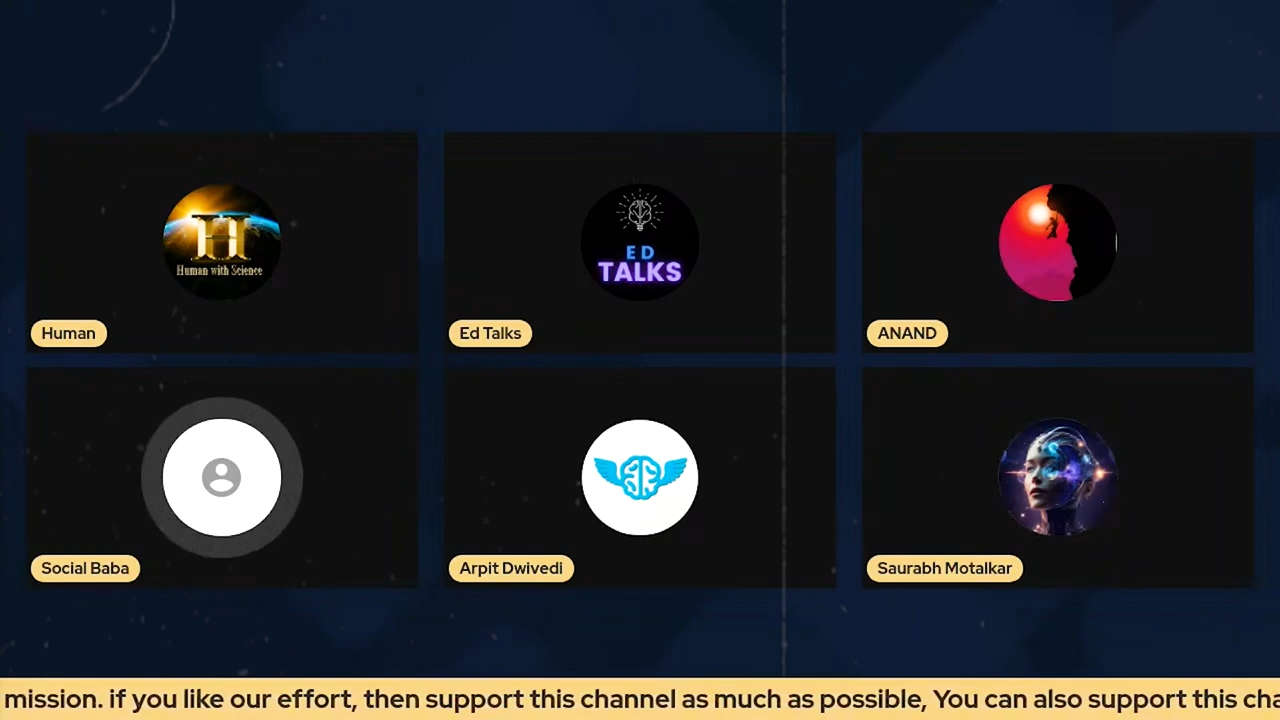 H
Human with Science
ED
TALKS
Human
Ed Talks
ANAND
Social Baba
Arpit Dwivedi
Saurabh Motalkar
mission. if you like our effort, then support this channel as much as possible, You can also support this cha